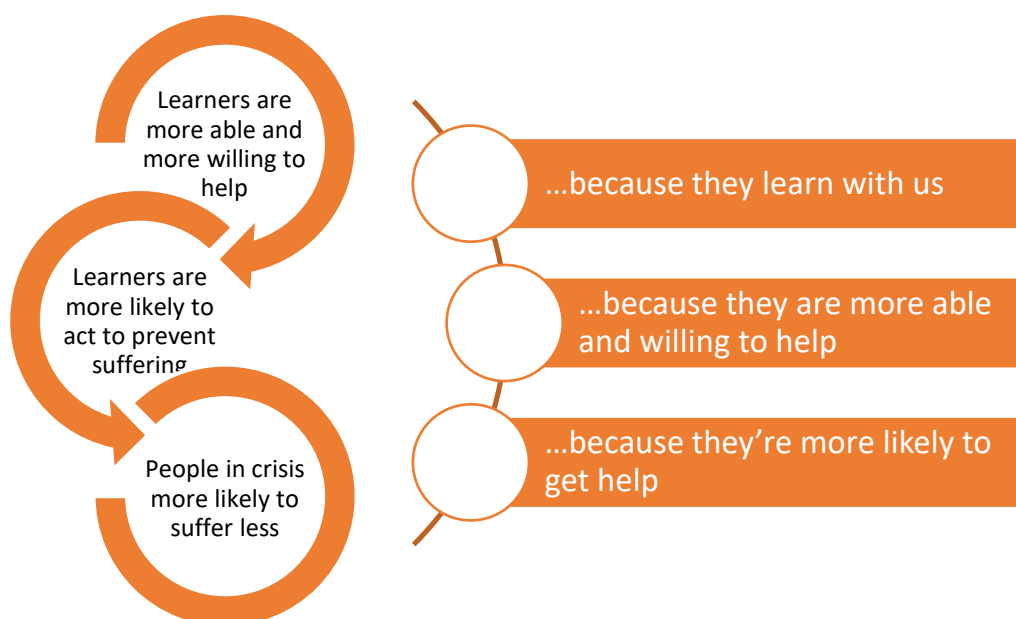 Learners are
more able and
more willing to
help
…because they learn with us
Learners are
more likely to
act to prevent
suffering
…because they are more able
and willing to help
People in crisis
more likely to
suffer less
…because they’re more likely to
get help